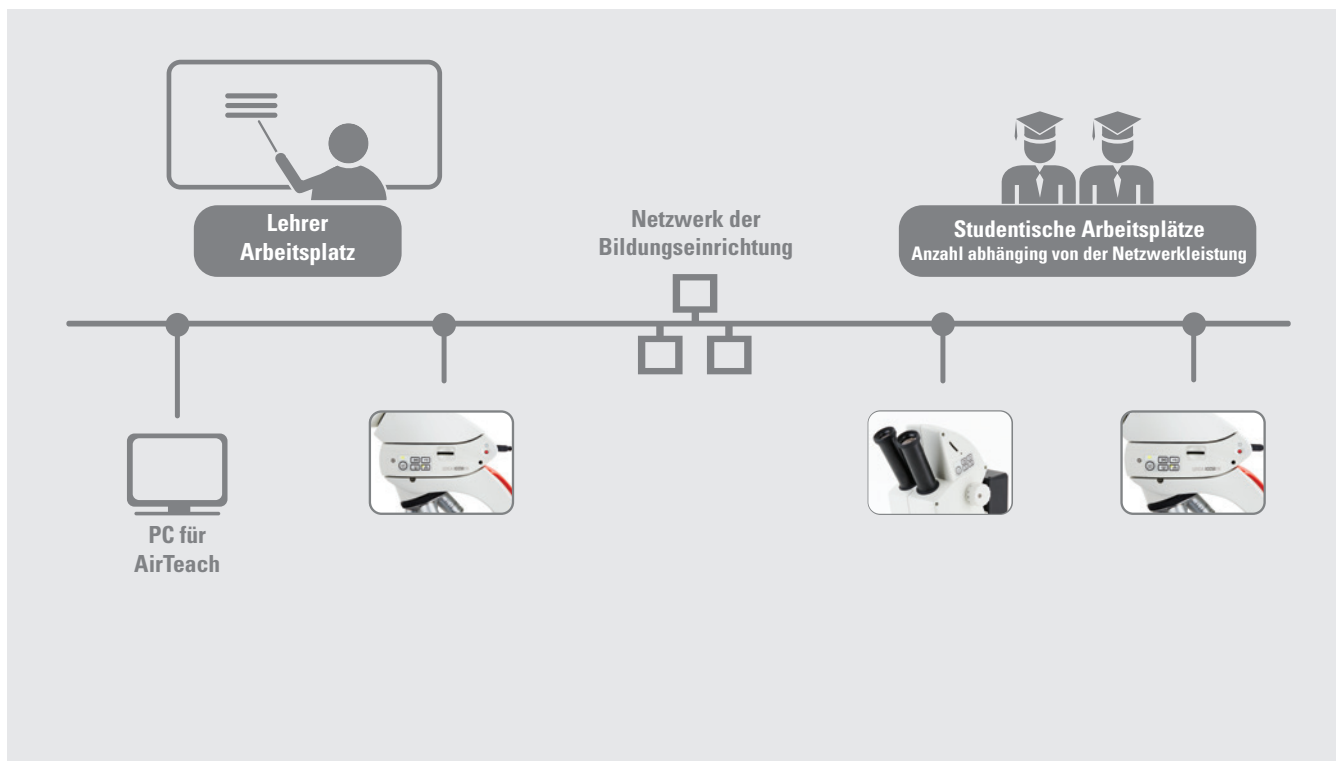 Lehrer
Arbeitsplatz
Netzwerk der
Bildungseinrichtung
Studentische Arbeitsplätze
Anzahl abhänging von der Netzwerkleistung
PC für
AirTeach